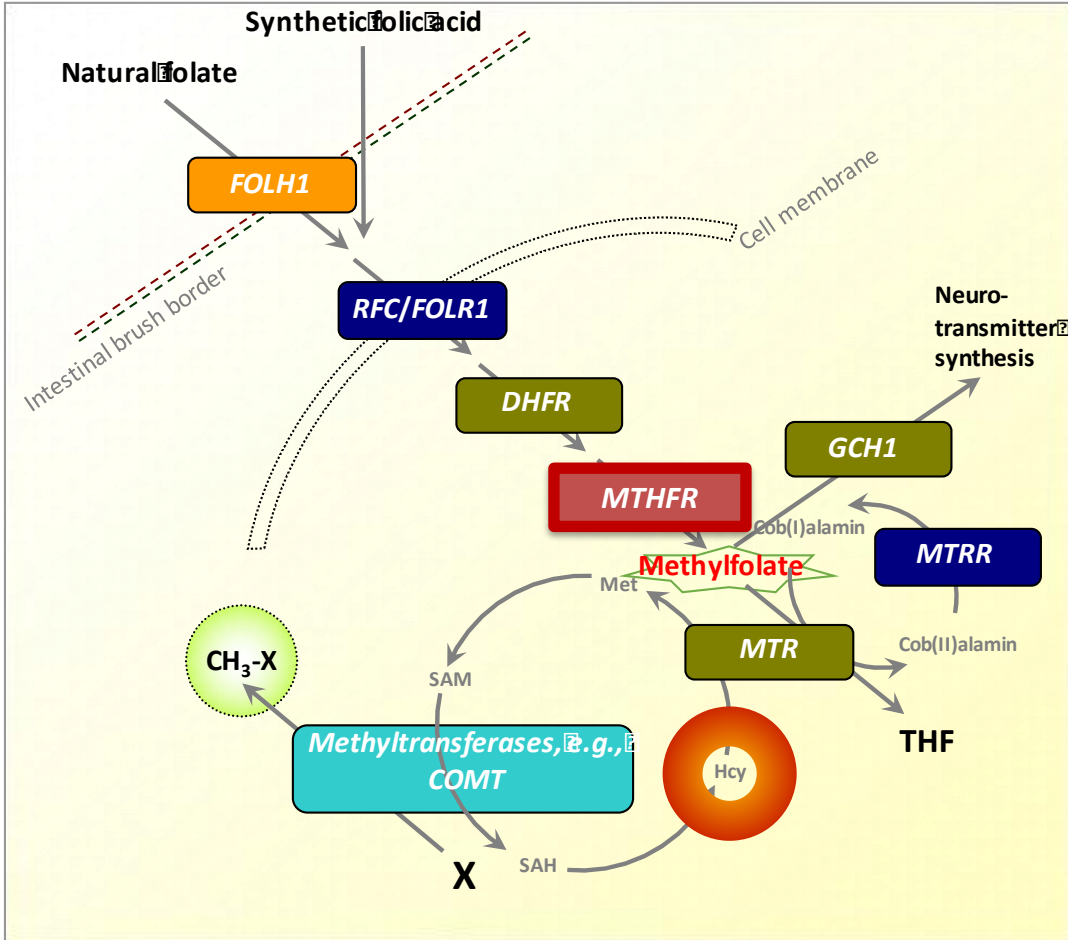 Synthetic folic acid
Natural folate
FOLH1
Cell membrane
Intestinal brush border
RFC/FOLR1
Neuro-
transmitter
synthesis
DHFR
GCH1
MTHFR
Cob(I)alamin
MTRR
Methylfolate
Met
MTR
Cob(II)alamin
CH₃-X
SAM
THF
Methyltransferases, e.g.,
COMT
Hcy
SAH
X